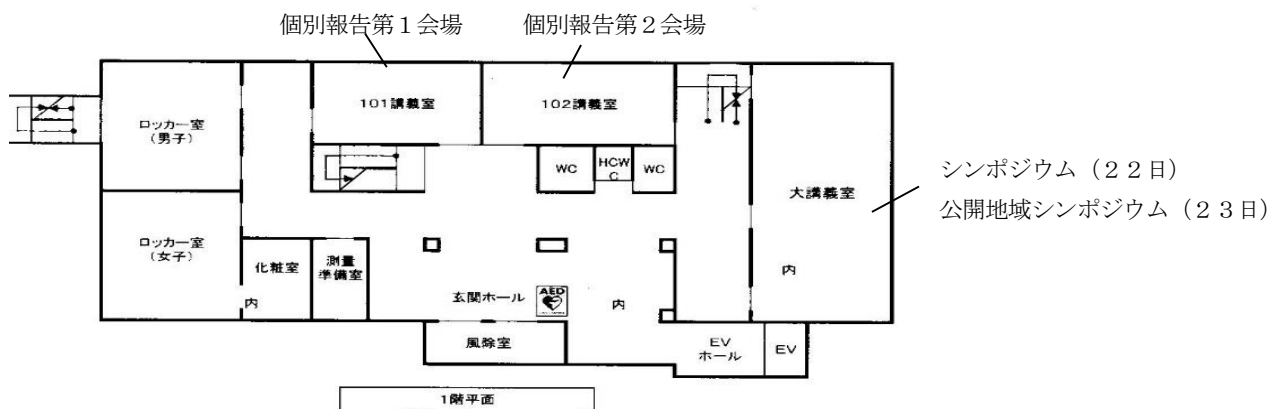 個別報告第１会場
個別報告第２会場
101講義室
102講義室
ロッカー室
（男子）
WC
HCW
C
WC
シンポジウム（２２日）
大講義室
公開地域シンポジウム（２３日）
ロッカー室
（女子）
化粧室
測量
準備室
内
玄関ホール
AED
内
内
風除室
EV
ホール
EV
1階平面